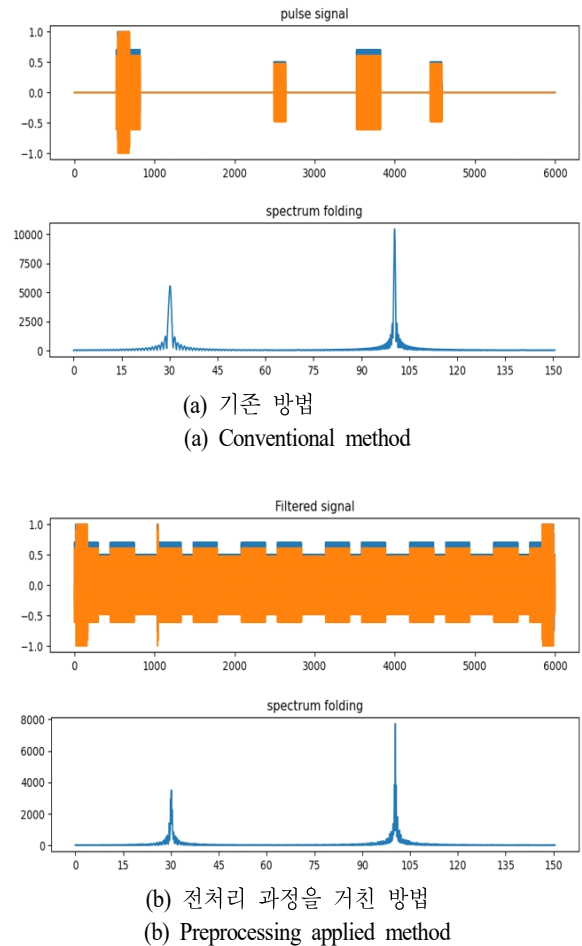 pulse signal
1.0
0.5
0.0
−0.5
−1.0
0 1000 2000 3000 4000 5000 6000
spectrum folding
10000
7500
5000
2500
0
0 15 30 45 60 75 90 105 120 135 150
(a) 기존 방법
(a) Conventional method
Filtered signal
1.0
0.5
0.0
−0.5
−1.0
0 1000 2000 3000 4000 5000 6000
spectrum folding
8000
6000
4000
2000
0
0 15 30 45 60 75 90 105 120 135 150
(b) 전처리 과정을 거친 방법
(b) Preprocessing applied method